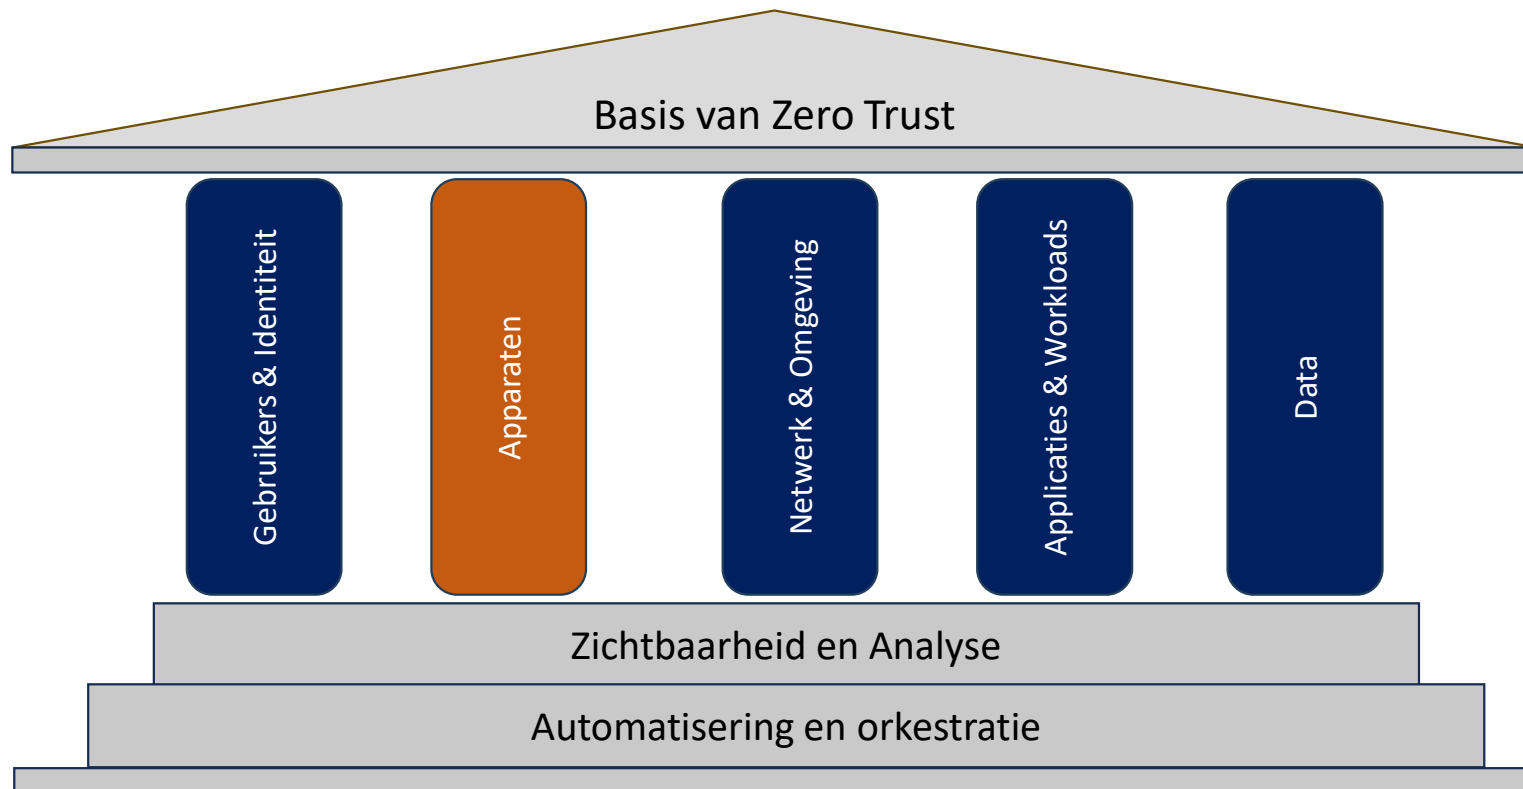 Basis van Zero Trust
Gebruikers & Identiteit
Apparaten
Netwerk & Omgeving
Applicaties & Workloads
Data
Zichtbaarheid en Analyse
Automatisering en orkestratie